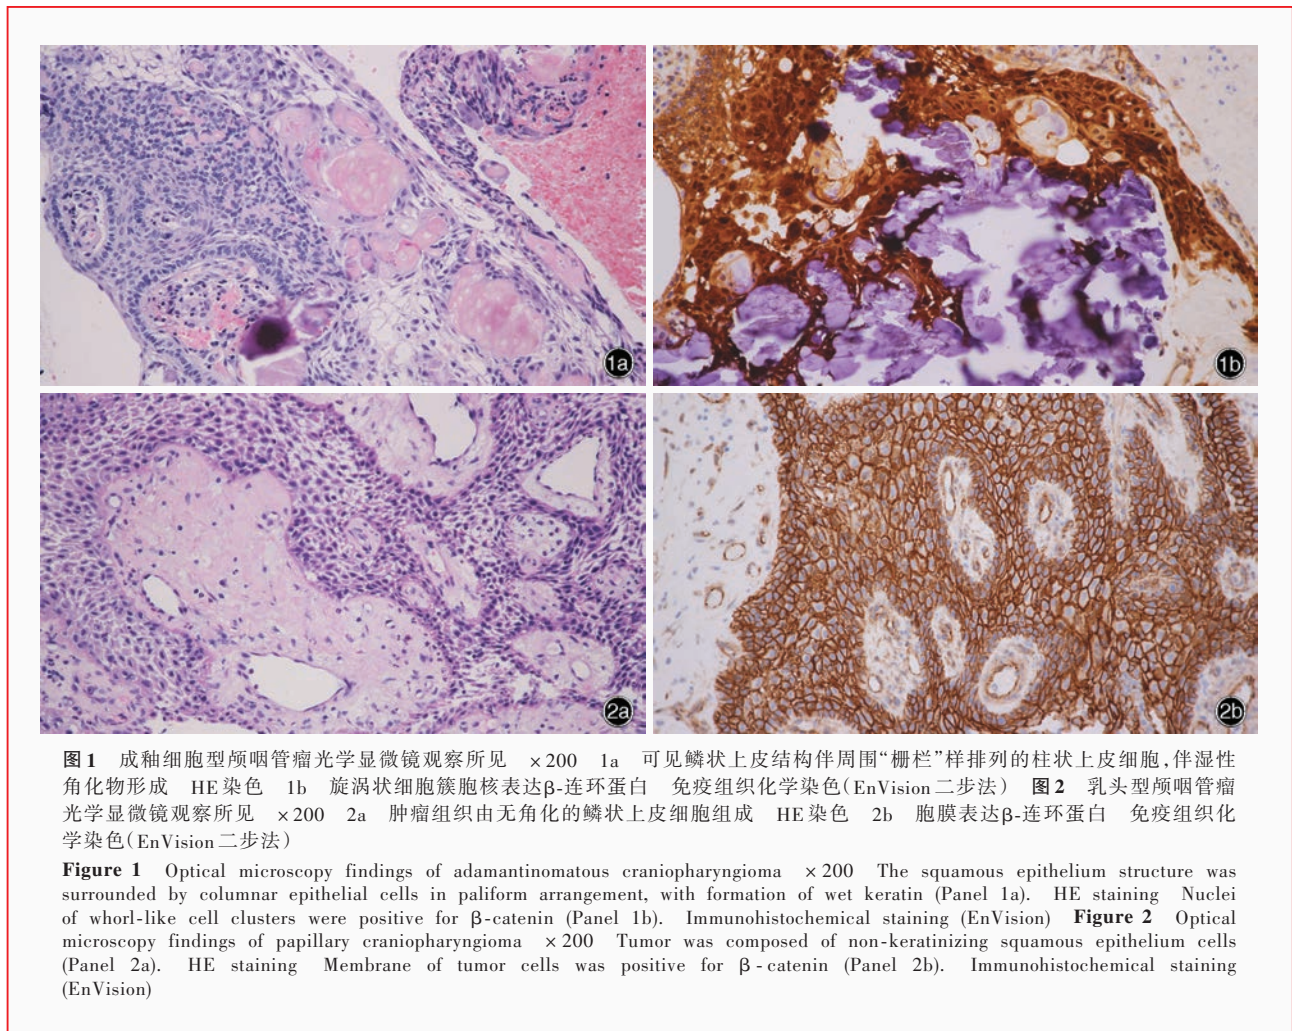 1a
1b
2a
2b
图1 成釉细胞型颅咽管瘤光学显微镜观察所见 ×200 1a 可见鳞状上皮结构伴周围“栅栏”样排列的柱状上皮细胞,伴湿性
角化物形成 HE染色 1b 旋涡状细胞簇胞核表达β-连环蛋白 免疫组织化学染色(EnVision二步法) 图2 乳头型颅咽管瘤
光学显微镜观察所见 ×200 2a 肿瘤组织由无角化的鳞状上皮细胞组成 HE染色 2b 胞膜表达β-连环蛋白 免疫组织化
学染色(EnVision二步法)
Figure 1 Optical microscopy findings of adamantinomatous craniopharyngioma ×200 The squamous epithelium structure was
surrounded by columnar epithelial cells in paliform arrangement, with formation of wet keratin (Panel 1a). HE staining Nuclei
of whorl-like cell clusters were positive for β-catenin (Panel 1b). Immunohistochemical staining (EnVision) Figure 2 Optical
microscopy findings of papillary craniopharyngioma ×200 Tumor was composed of non-keratinizing squamous epithelium cells
(Panel 2a). HE staining Membrane of tumor cells was positive for β-catenin (Panel 2b). Immunohistochemical staining
(EnVision)